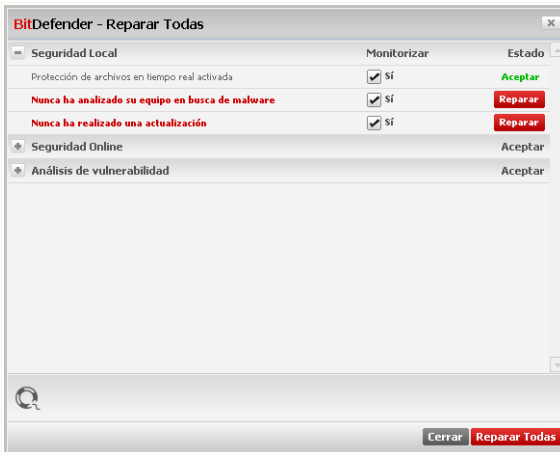 BitDefender - Reparar Todas
Seguridad Local Monitorizar Estado
Protección de archivos en tiempo real activada Sí Aceptar
Nunca ha analizado su equipo en busca de malware Sí Reparar
Nunca ha realizado una actualización Sí Reparar
Seguridad Online Aceptar
Análisis de vulnerabilidad Aceptar
Cerrar Reparar Todas